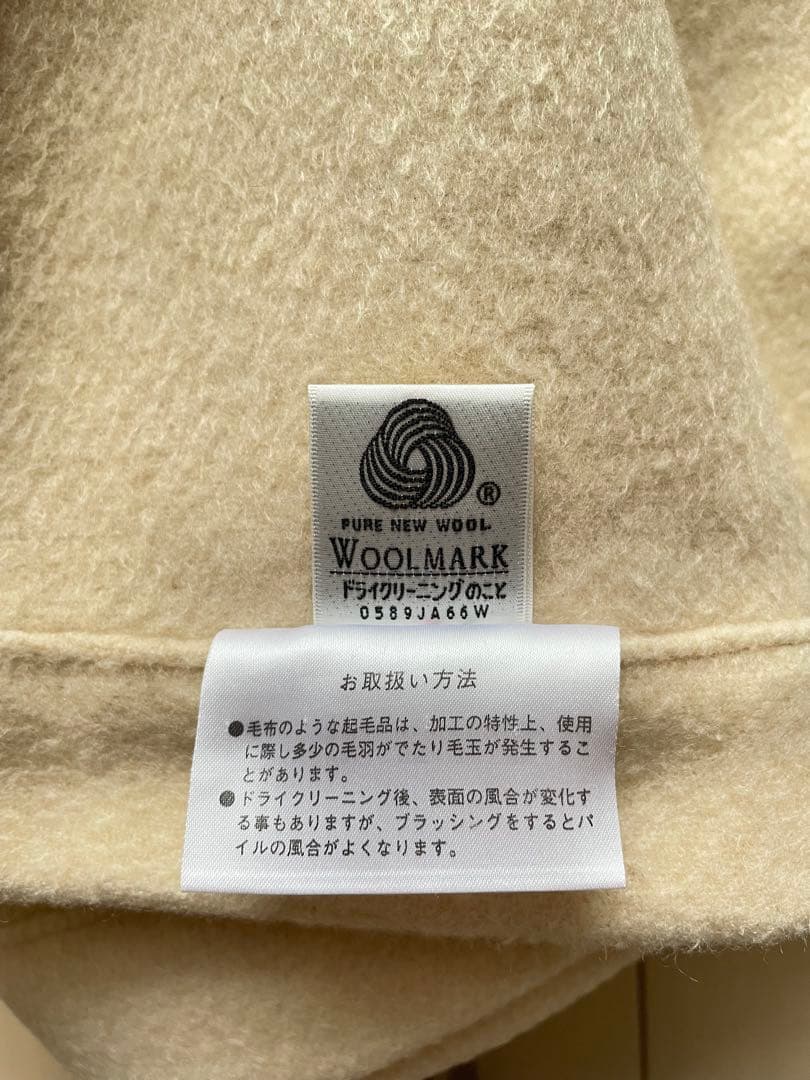 ®
PURE NEW WOOL
WOOLMARK
ドライクリーニングのこと
0589JA66W
お取扱い方法
●毛布のような起毛品は、加工の特性上、使用
に際し多少の毛羽がでたり毛玉が発生するこ
とがあります。
●ドライクリーニング後、表面の風合が変化す
る事もありますが、ブラッシングをするとパ
イルの風合がよくなります。